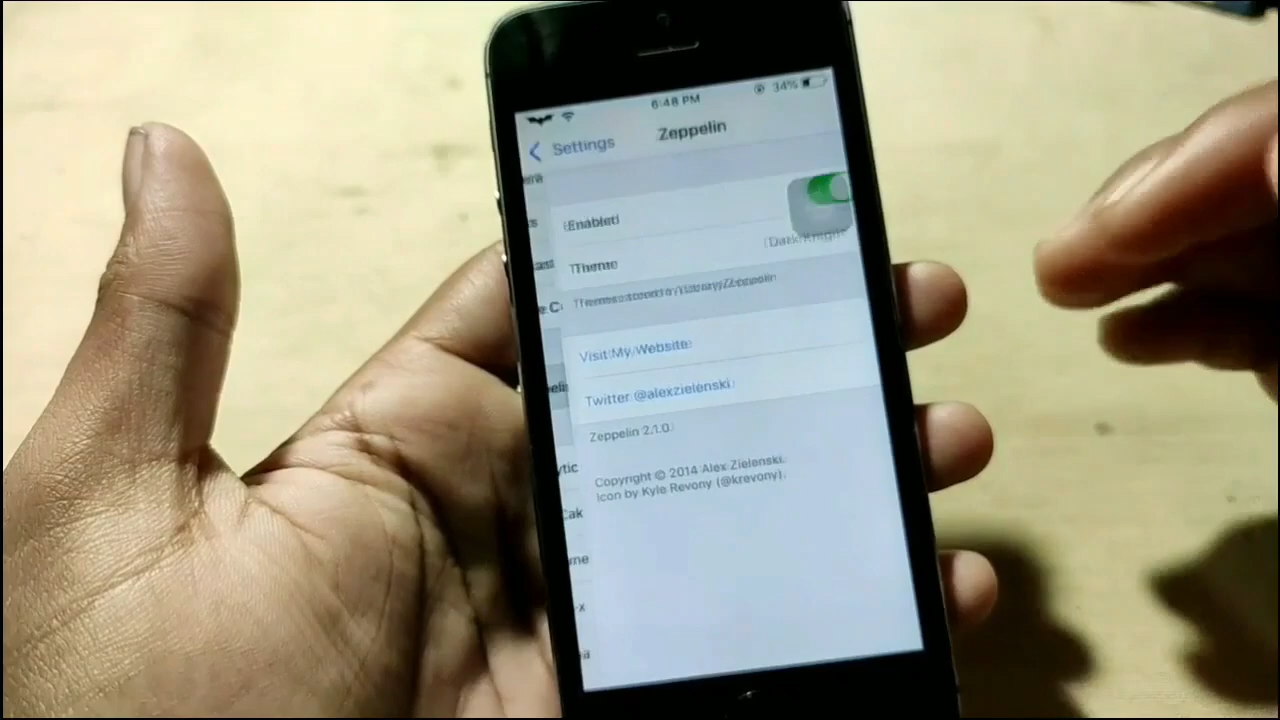 6:48 PM
34%
Settings
Zeppelin
Enabled
Theme
(Dark Knight
Visit My Website
Twitter @alexzielenski
Zeppelin 2.1.0
Copyright © 2014 Alex Zielenski.
Icon by Kyle Revony (@krevony).